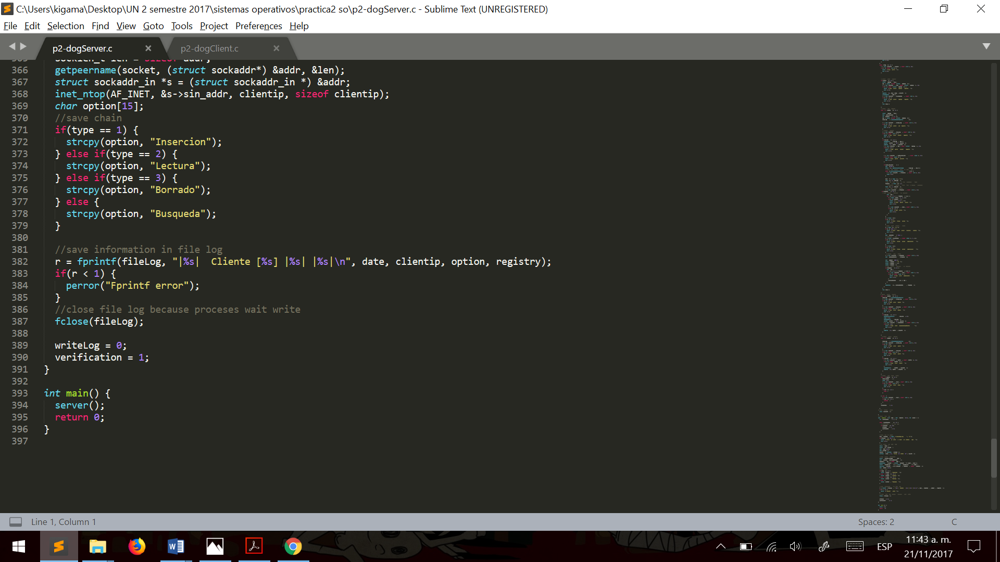 C:\Users\kigama\Desktop\UN 2 semestre 2017\sistemas operativos\practica2 so\p2-dogServer.c - Sublime Text (UNREGISTERED)
File Edit Selection Find View Goto Tools Project Preferences Help
p2-dogServer.c × p2-dogClient.c ×
365 socklen_t len = sizeof addr;
366 getpeername(socket, (struct sockaddr*) &addr, &len);
367 struct sockaddr_in *s = (struct sockaddr_in *) &addr;
368 inet_ntop(AF_INET, &s->sin_addr, clientip, sizeof clientip);
369 char option[15];
370 //save chain
371 if(type == 1) {
372 strcpy(option, "Insercion");
373 } else if(type == 2) {
374 strcpy(option, "Lectura");
375 } else if(type == 3) {
376 strcpy(option, "Borrado");
377 } else {
378 strcpy(option, "Busqueda");
379 }
380
381 //save information in file log
382 r = fprintf(fileLog, "|%s|  Cliente [%s] |%s| |%s|\n", date, clientip, option, registry);
383 if(r < 1) {
384 perror("Fprintf error");
385 }
386 //close file log because proceses wait write
387 fclose(fileLog);
388
389 writeLog = 0;
390 verification = 1;
391 }
392
393 int main() {
394 server();
395 return 0;
396 }
397
Line 1, Column 1 Spaces: 2 C
ESP 11:43 a. m.
21/11/2017